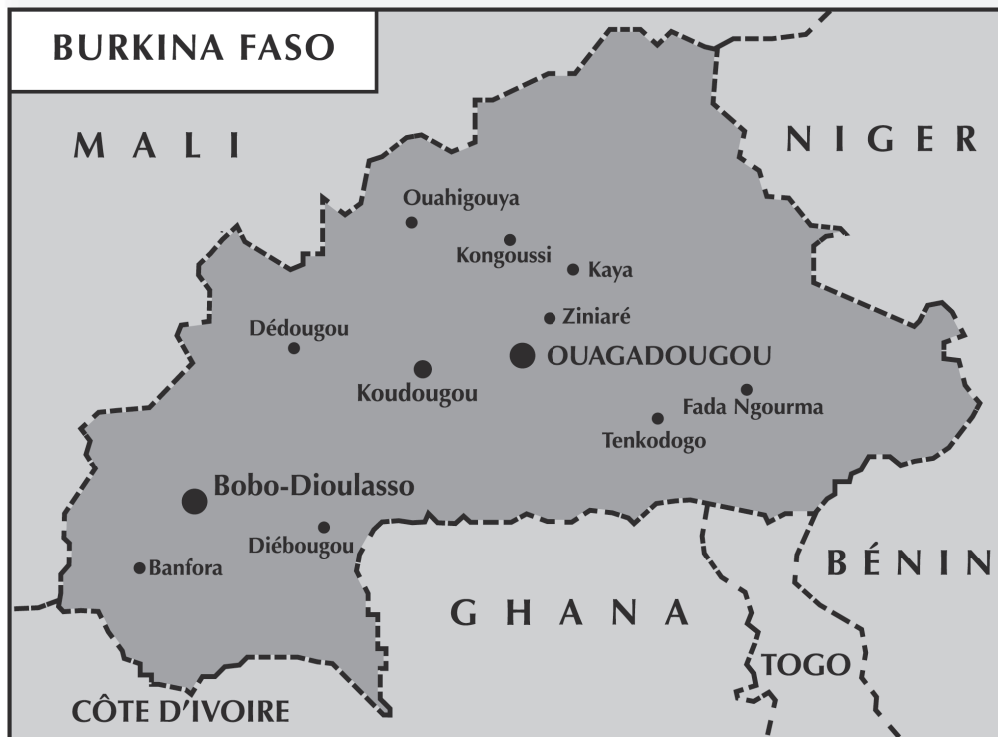 BURKINA FASO
MALI
NIGER
Ouahigouya
Kongoussi
Kaya
Ziniaré
Dédougou
OUAGADOUGOU
Koudougou
Fada Ngourma
Tenkodogo
Bobo-Dioulasso
Diébougou
Banfora
BÉNIN
GHANA
TOGO
CÔTE D'IVOIRE